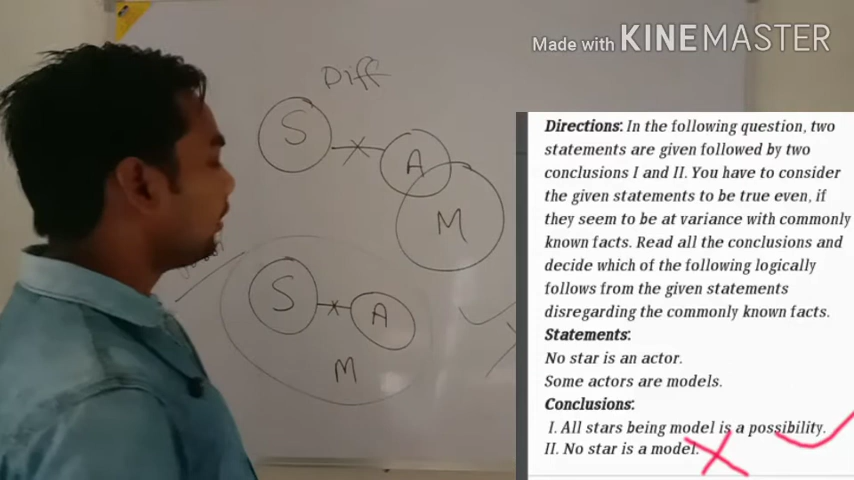 Made with KINEMASTER
Diff
S
A
M
S
A
M
Directions: In the following question, two
statements are given followed by two
conclusions I and II. You have to consider
the given statements to be true even, if
they seem to be at variance with commonly
known facts. Read all the conclusions and
decide which of the following logically
follows from the given statements
disregarding the commonly known facts.
Statements:
No star is an actor.
Some actors are models.
Conclusions:
I. All stars being model is a possibility.
II. No star is a model.